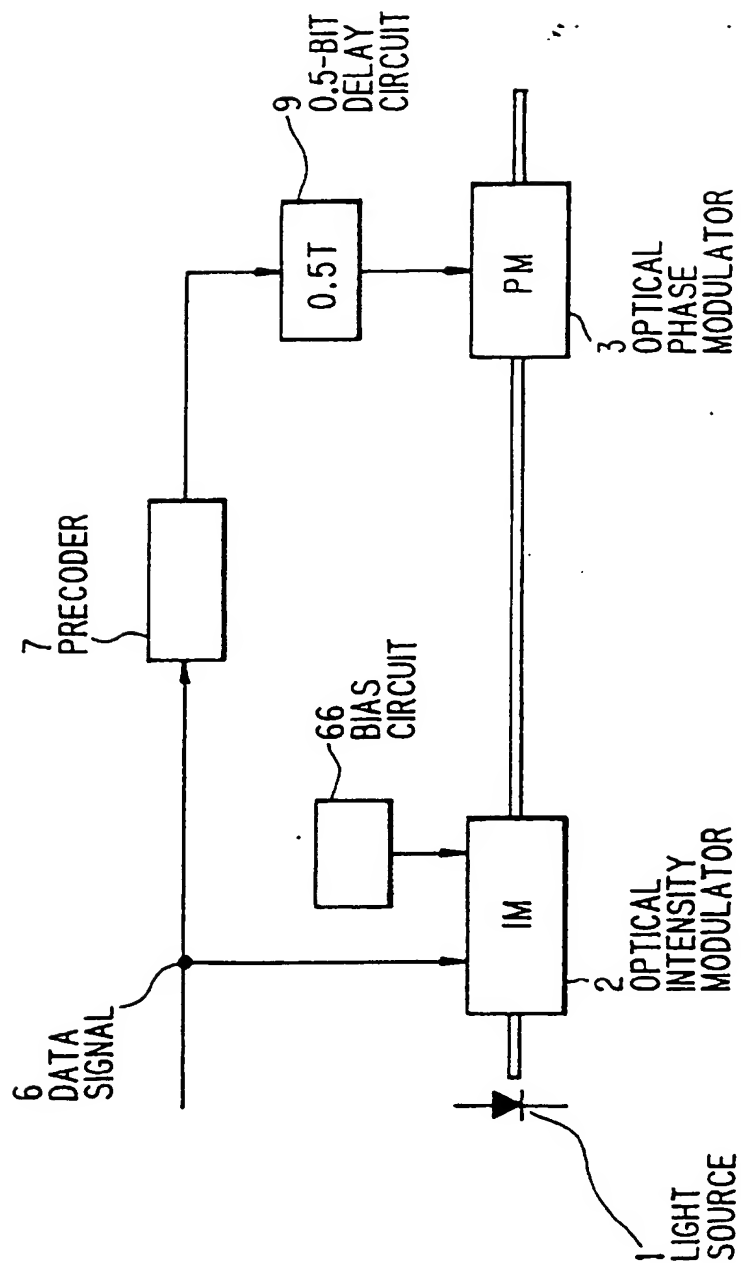 6
DATA
SIGNAL
7
PRECODER
9
0.5-BIT
DELAY
CIRCUIT
0.5T
66
BIAS
CIRCUIT
IM
PM
1
LIGHT
SOURCE
2
OPTICAL
INTENSITY
MODULATOR
3
OPTICAL
PHASE
MODULATOR